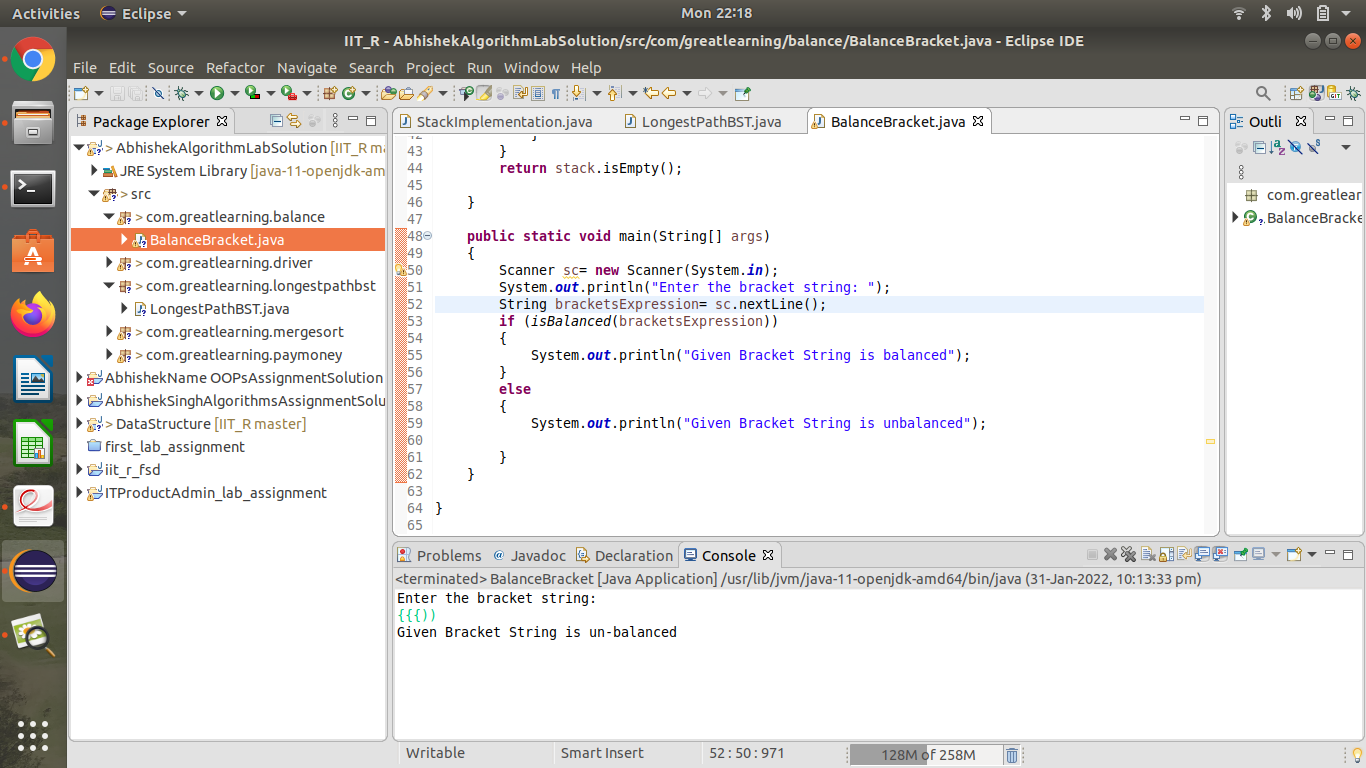 Activities Eclipse Mon 22:18
IIT_R - AbhishekAlgorithmLabSolution/src/com/greatlearning/balance/BalanceBracket.java - Eclipse IDE
File Edit Source Refactor Navigate Search Project Run Window Help
Package Explorer
> AbhishekAlgorithmLabSolution [IIT_R ma
JRE System Library [java-11-openjdk-am
> src
> com.greatlearning.balance
BalanceBracket.java
> com.greatlearning.driver
> com.greatlearning.longestpathbst
LongestPathBST.java
> com.greatlearning.mergesort
> com.greatlearning.paymoney
AbhishekName OOPsAssignmentSolution
AbhishekSinghAlgorithmsAssignmentSolu
> DataStructure [IIT_R master]
first_lab_assignment
iit_r_fsd
ITProductAdmin_lab_assignment
StackImplementation.java LongestPathBST.java BalanceBracket.java
42 }
43 }
44 return stack.isEmpty();
45
46 }
47
48 public static void main(String[] args)
49 {
50 Scanner sc= new Scanner(System.in);
51 System.out.println("Enter the bracket string: ");
52 String bracketsExpression= sc.nextLine();
53 if (isBalanced(bracketsExpression))
54 {
55 System.out.println("Given Bracket String is balanced");
56 }
57 else
58 {
59 System.out.println("Given Bracket String is unbalanced");
60
61 }
62 }
63
64 }
65
Outli
com.greatlear
BalanceBracke
Problems @ Javadoc Declaration Console
<terminated> BalanceBracket [Java Application] /usr/lib/jvm/java-11-openjdk-amd64/bin/java (31-Jan-2022, 10:13:33 pm)
Enter the bracket string:
{{{))
Given Bracket String is un-balanced
Writable Smart Insert 52 : 50 : 971 128M of 258M